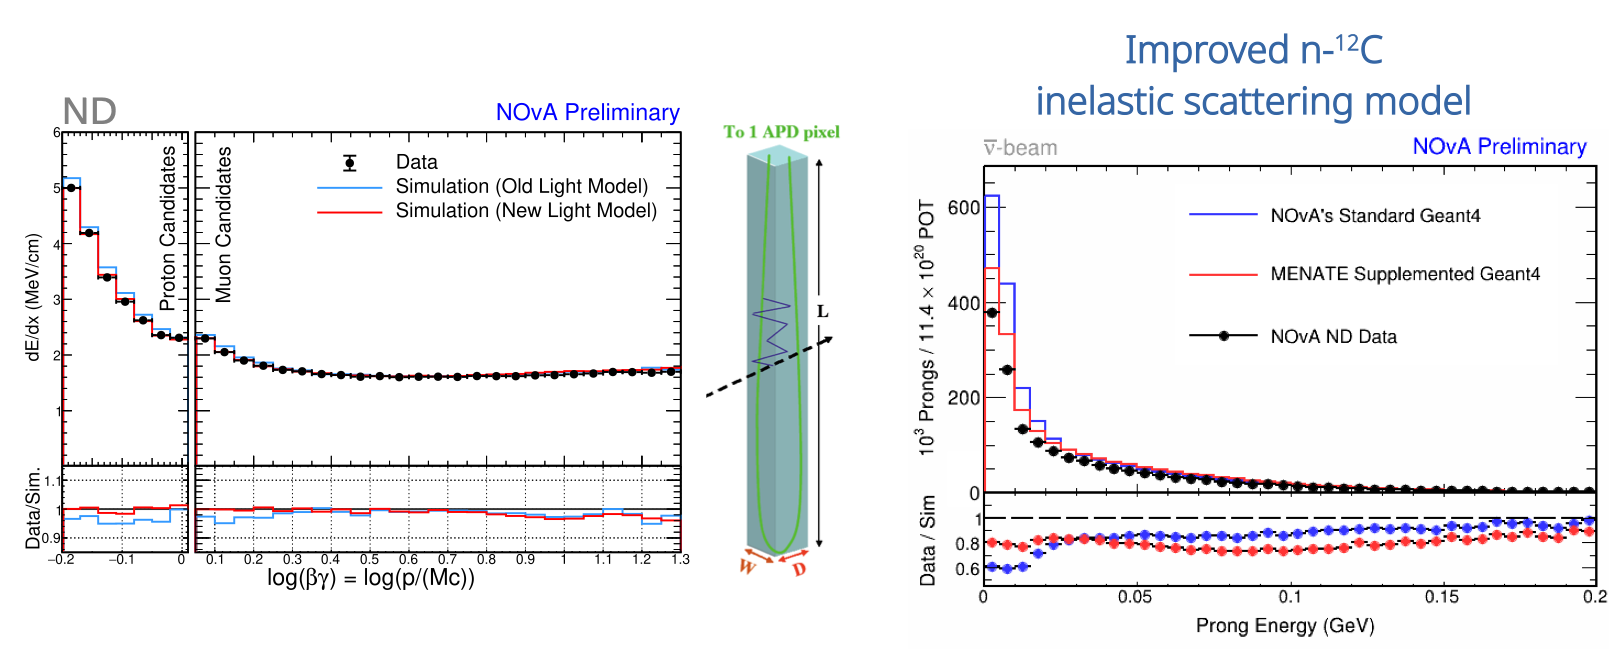 ND
NOvA Preliminary
6
5
4
3
2
1
dE/dx (MeV/cm)
Proton Candidates
Muon Candidates
Data
Simulation (Old Light Model)
Simulation (New Light Model)
Data/Sim.
1.1
1
0.9
−0.2 −0.1 0 0.1 0.2 0.3 0.4 0.5 0.6 0.7 0.8 0.9 1 1.1 1.2 1.3
log(βγ) = log(p/(Mc))
To 1 APD pixel
L
W D
Improved n-¹²C
inelastic scattering model
ν̅-beam
NOvA Preliminary
10³ Prongs / 11.4 × 10²⁰ POT
600
400
200
0
NOvA's Standard Geant4
MENATE Supplemented Geant4
NOvA ND Data
Data / Sim
1
0.8
0.6
0 0.05 0.1 0.15 0.2
Prong Energy (GeV)